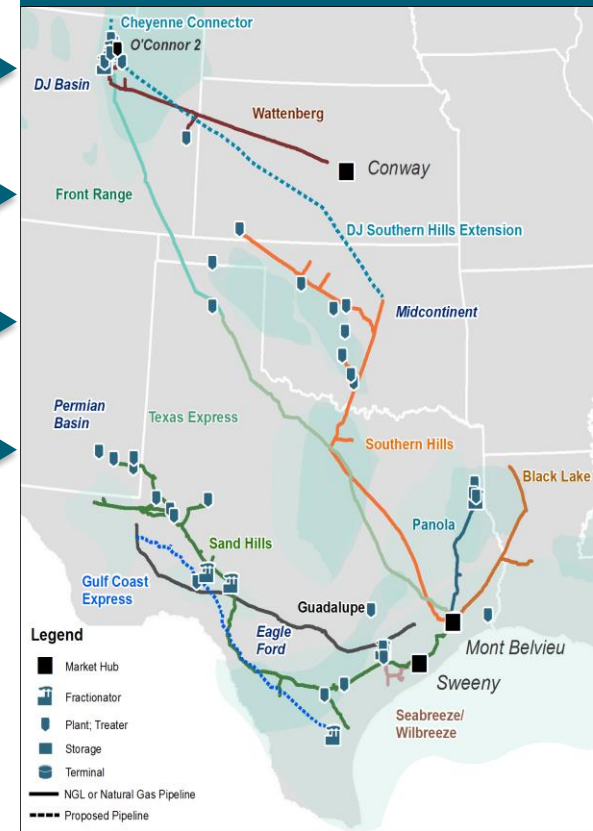 Cheyenne Connector
O'Connor 2
DJ Basin
Wattenberg
Conway
Front Range
DJ Southern Hills Extension
Midcontinent
Permian
Basin
Texas Express
Southern Hills
Black Lake
Panola
Sand Hills
Gulf Coast
Express
Guadalupe
Eagle
Ford
Mont Belvieu
Sweeny
Seabreeze/
Wilbreeze
Legend
Market Hub
Fractionator
Plant; Treater
Storage
Terminal
NGL or Natural Gas Pipeline
Proposed Pipeline